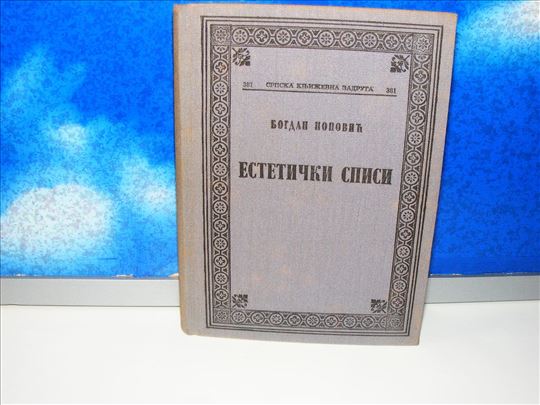 381 СРПСКА КЊИЖЕВНА ЗАДРУГА 381
БОГДАН ПОПОВИЋ
ЕСТЕТИЧКИ СПИСИ